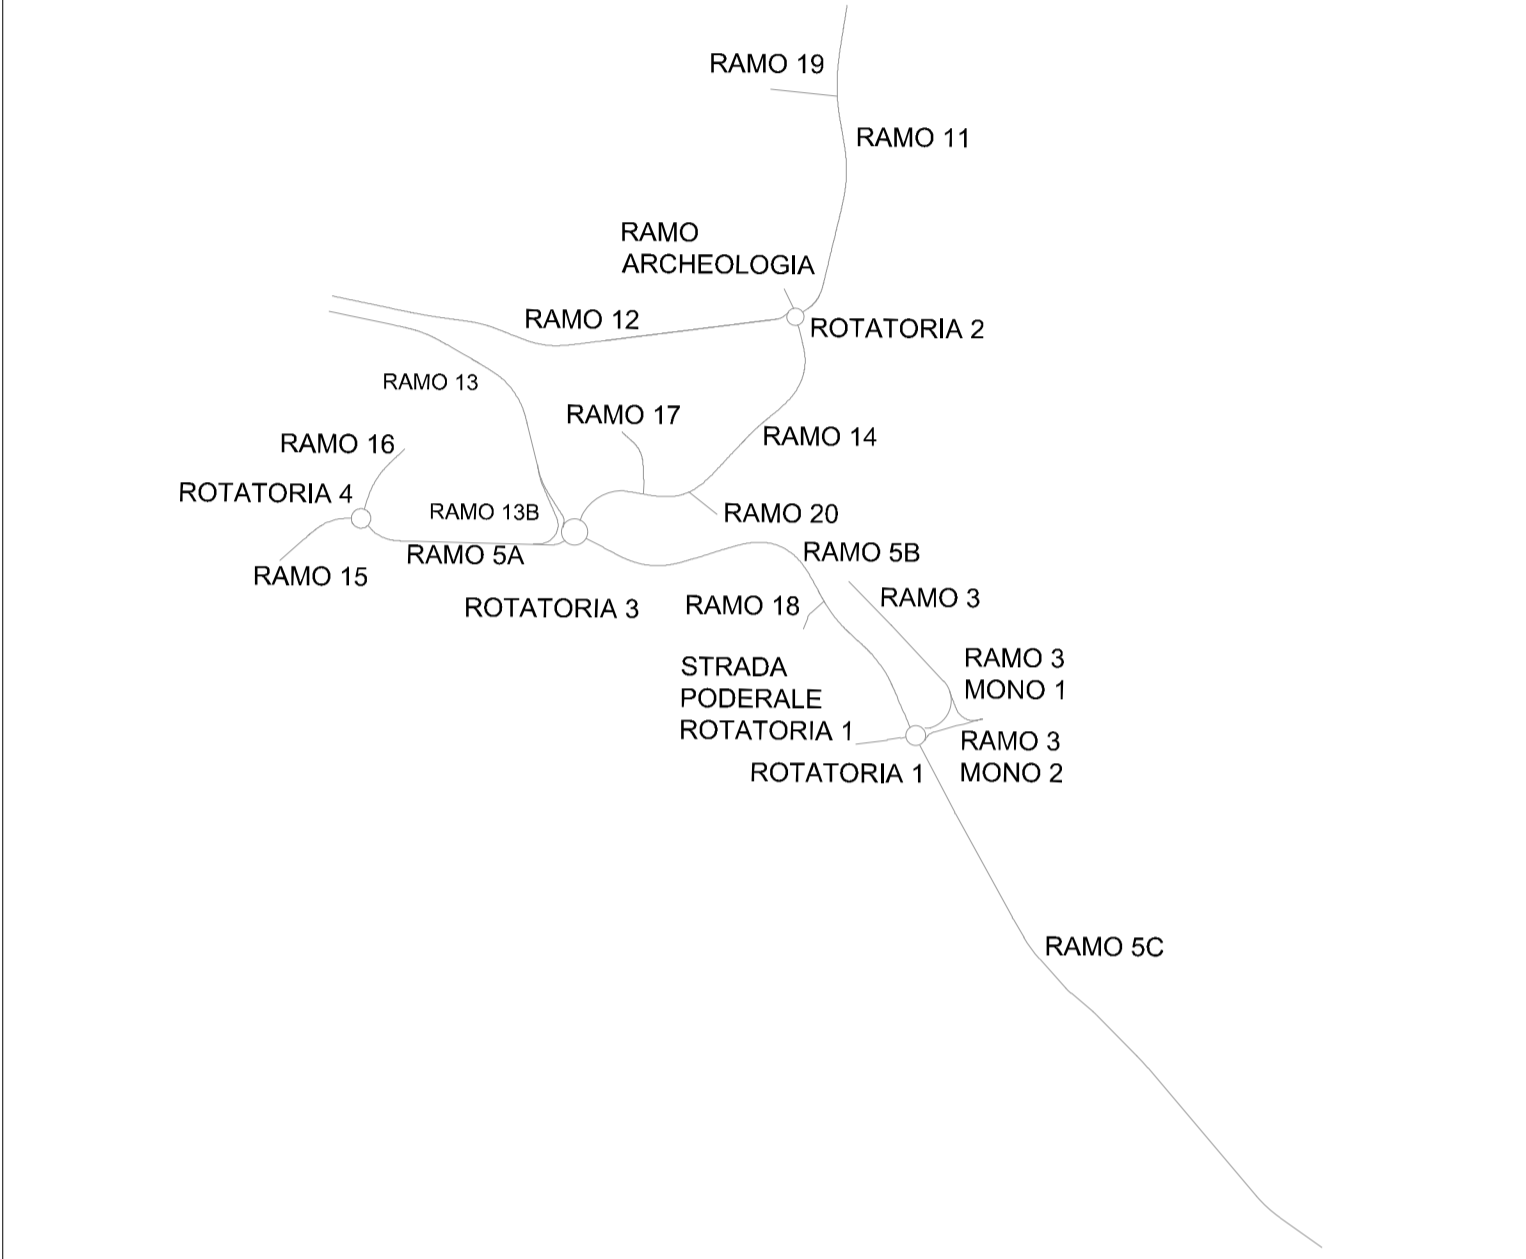 RAMO 19
RAMO 11
RAMO
ARCHEOLOGIA
RAMO 12
ROTATORIA 2
RAMO 13
RAMO 17
RAMO 14
RAMO 16
ROTATORIA 4
RAMO 13B
RAMO 20
RAMO 5A
RAMO 5B
RAMO 15
RAMO 3
ROTATORIA 3
RAMO 18
RAMO 3
MONO 1
STRADA
PODERALE
ROTATORIA 1
RAMO 3
MONO 2
ROTATORIA 1
RAMO 5C